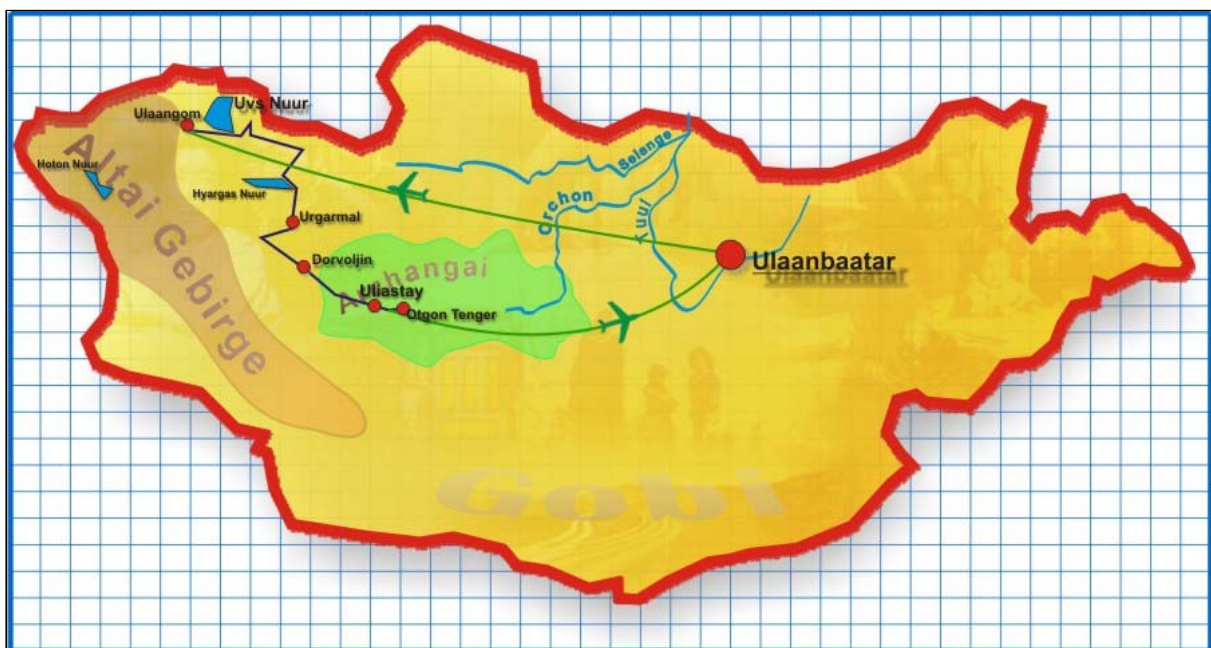 Uvs Nuur
Ulaangom
Hoton Nuur
Altai Gebirge
Hyargas Nuur
Selenge
Orchon
Tuul
Urgarmal
Ulaanbaatar
Dorvoljin
Arhangai
Uliastay
Otgon Tenger
Gobi